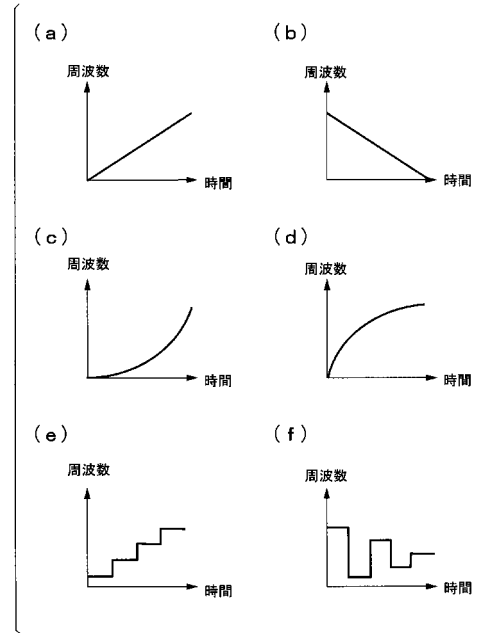 (a)
(b)
周波数
周波数
時間
時間
(c)
(d)
周波数
周波数
時間
時間
(e)
(f)
周波数
周波数
時間
時間